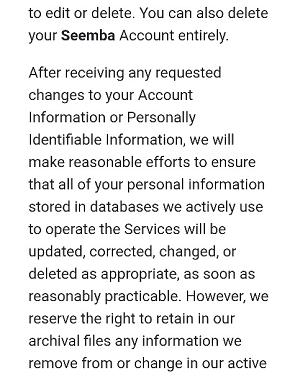 to edit or delete. You can also delete
your Seemba Account entirely.
After receiving any requested
changes to your Account
Information or Personally
Identifiable Information, we will
make reasonable efforts to ensure
that all of your personal information
stored in databases we actively use
to operate the Services will be
updated, corrected, changed, or
deleted as appropriate, as soon as
reasonably practicable. However, we
reserve the right to retain in our
archival files any information we
remove from or change in our active